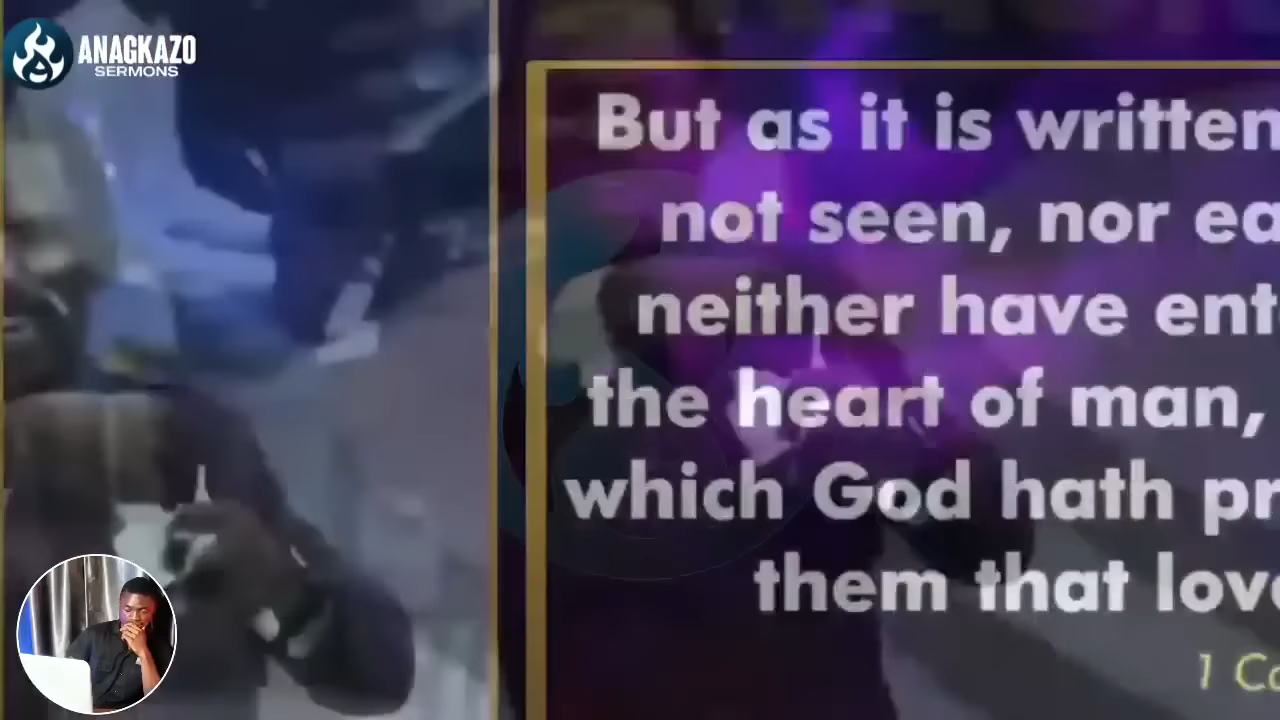 ANAGKAZO
SERMONS
But as it is written
not seen, nor ea
neither have ent
the heart of man,
which God hath pr
them that lov
1 Co